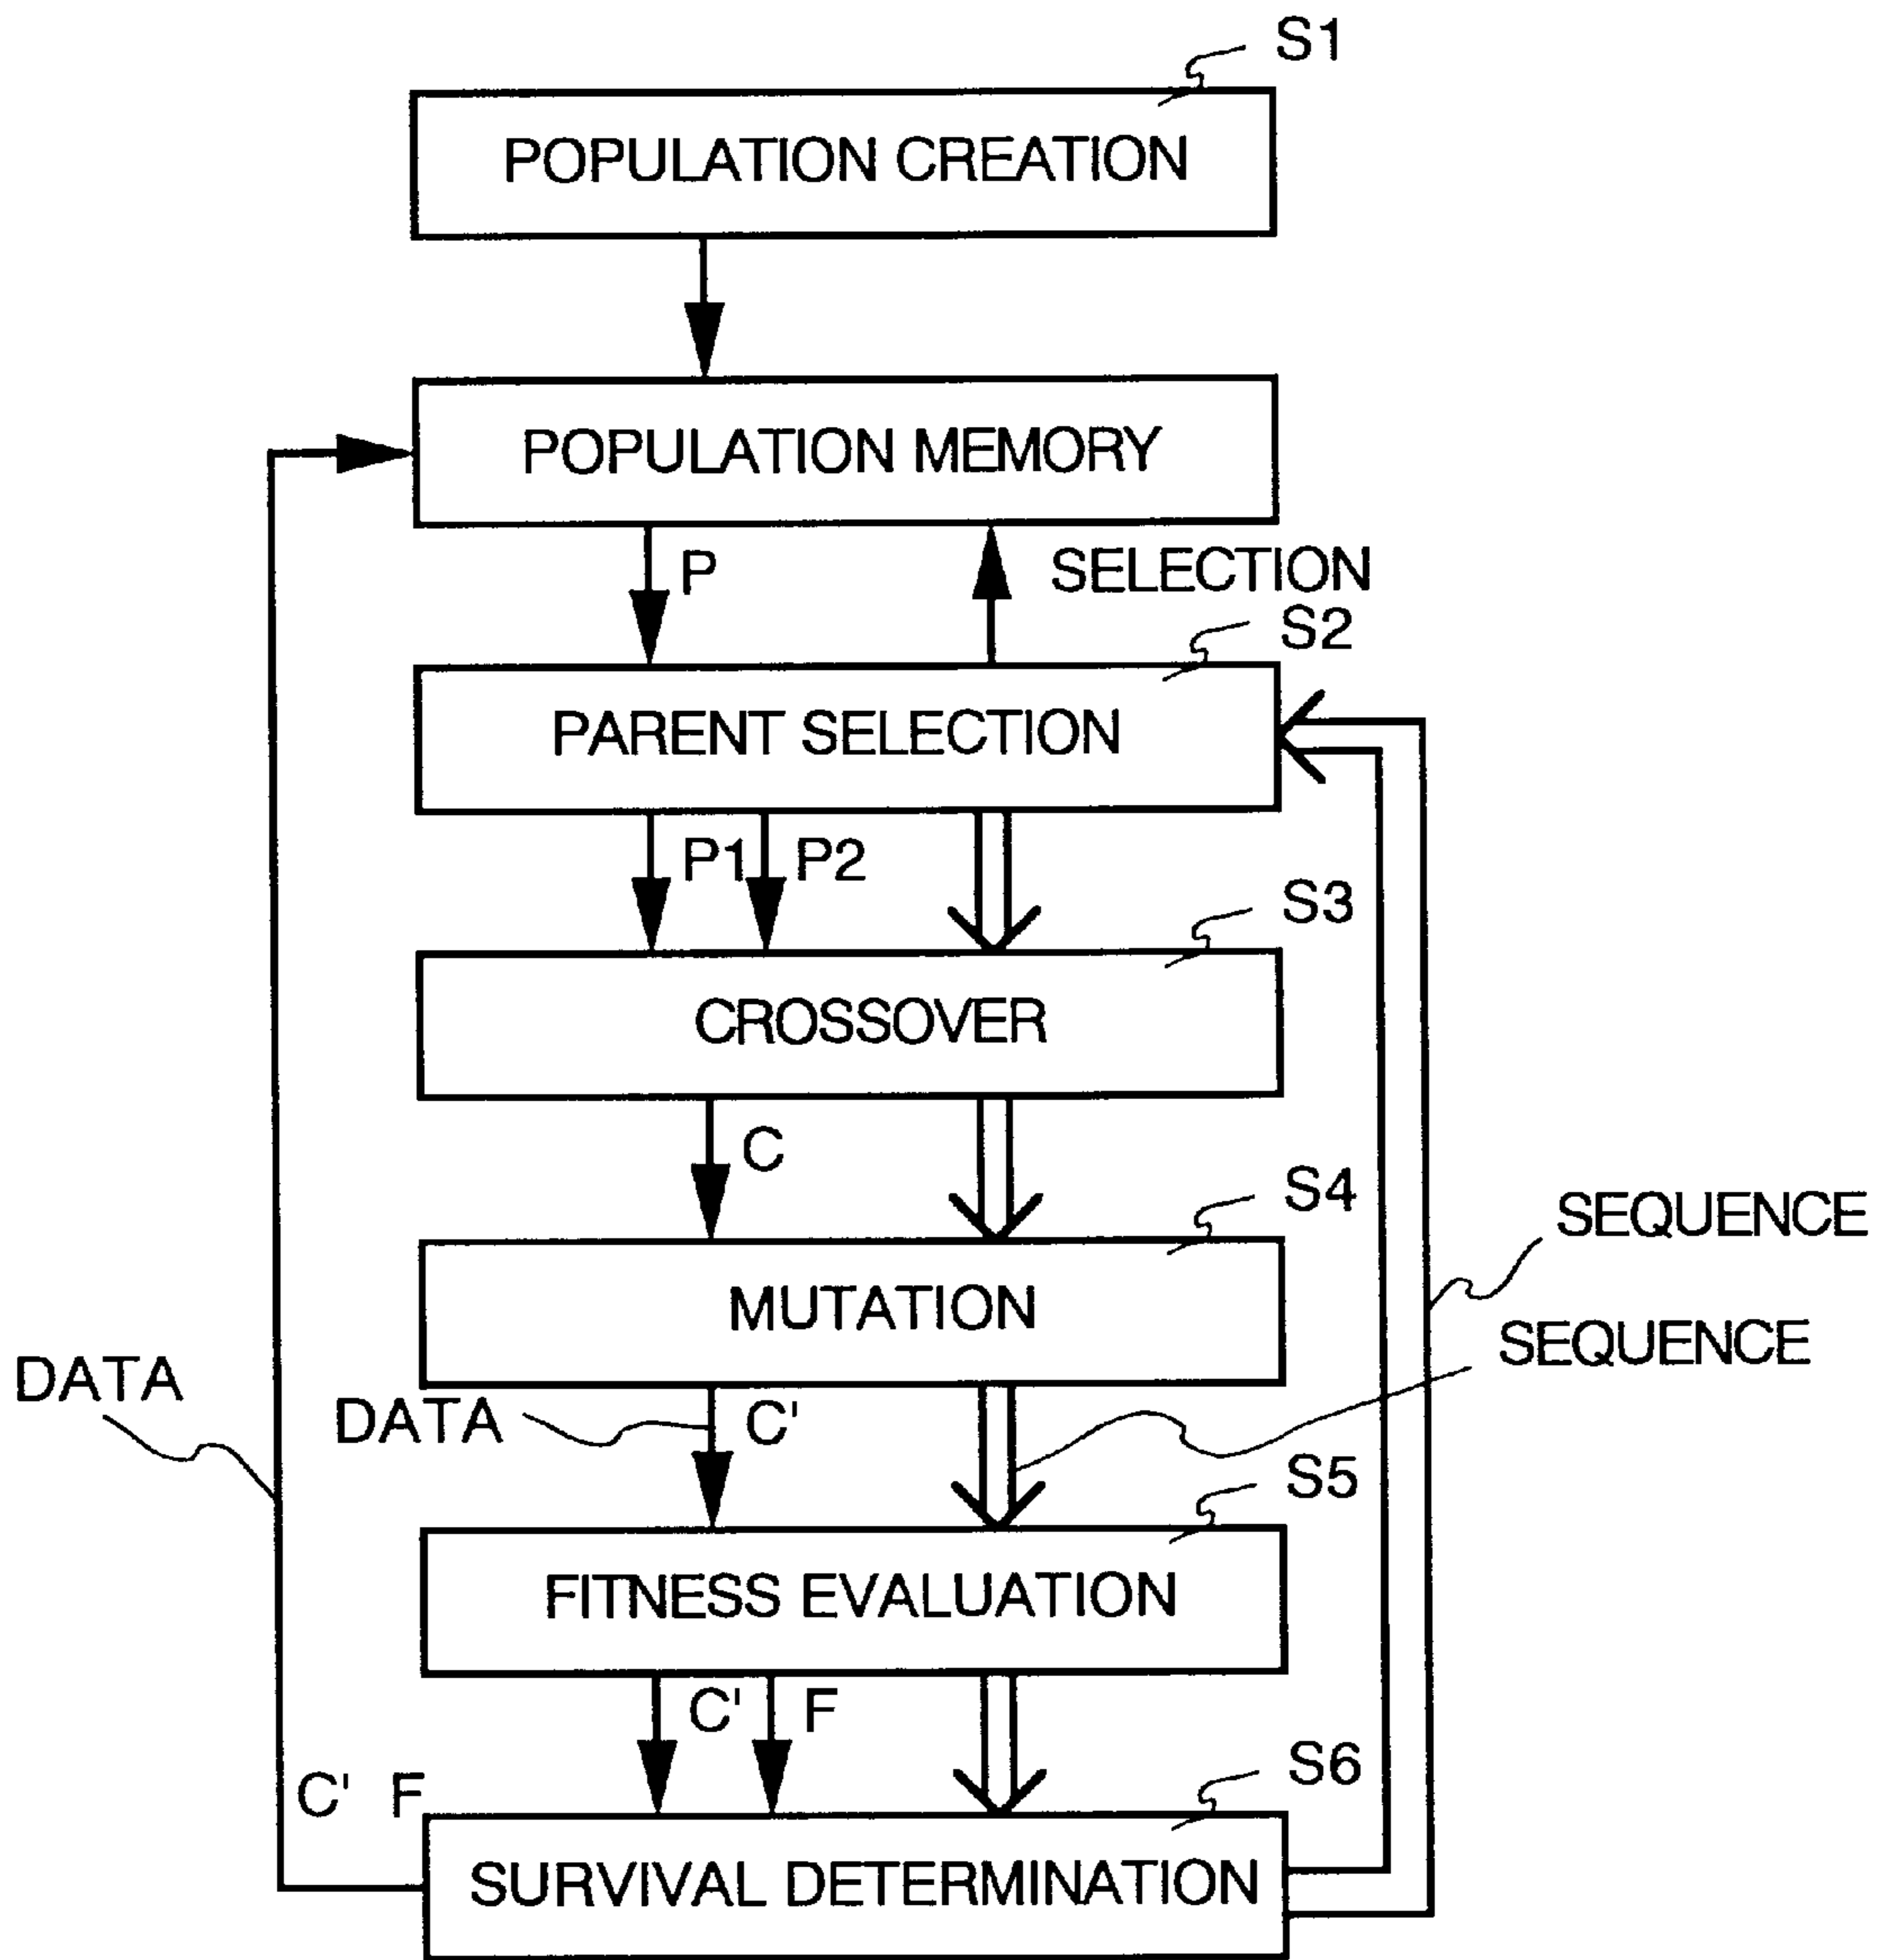 S1
POPULATION CREATION
POPULATION MEMORY
P
SELECTION
S2
PARENT SELECTION
P1
P2
S3
CROSSOVER
C
S4
SEQUENCE
MUTATION
SEQUENCE
DATA
DATA
C'
S5
FITNESS EVALUATION
C'
F
S6
C' F
SURVIVAL DETERMINATION